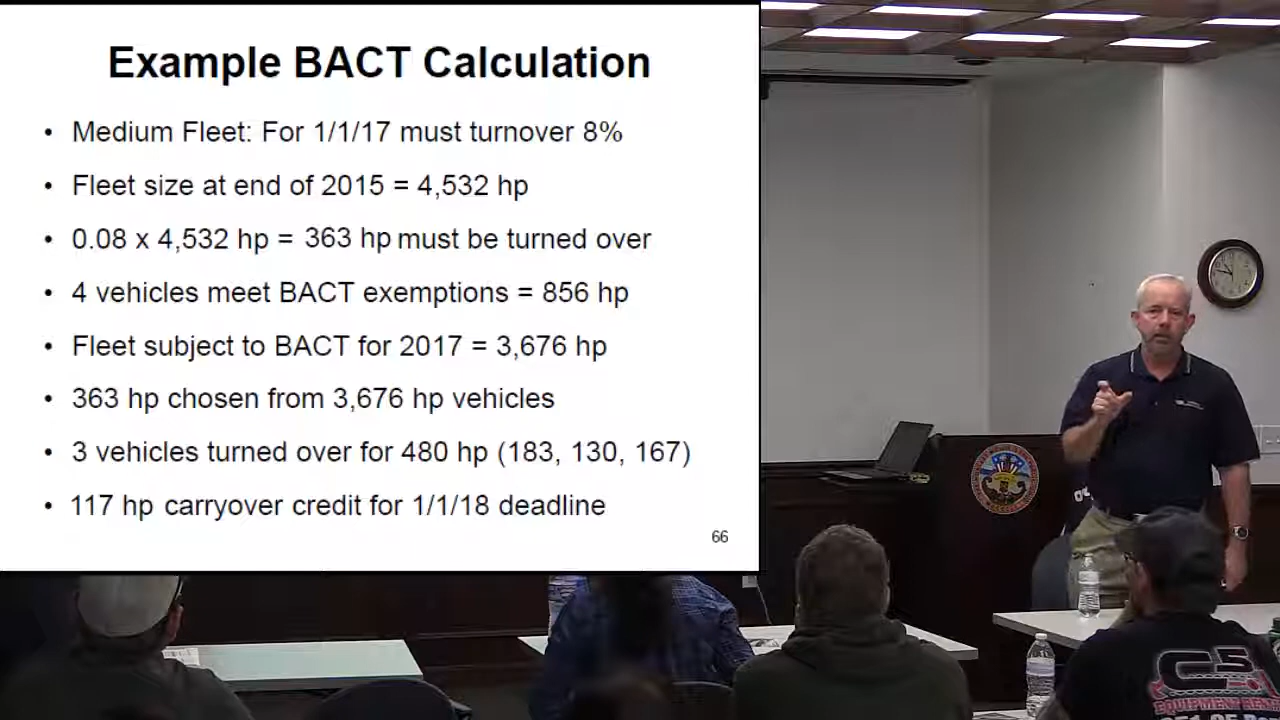 Example BACT Calculation
• Medium Fleet: For 1/1/17 must turnover 8%
• Fleet size at end of 2015 = 4,532 hp
• 0.08 x 4,532 hp = 363 hp must be turned over
• 4 vehicles meet BACT exemptions = 856 hp
• Fleet subject to BACT for 2017 = 3,676 hp
• 363 hp chosen from 3,676 hp vehicles
• 3 vehicles turned over for 480 hp (183, 130, 167)
• 117 hp carryover credit for 1/1/18 deadline
66
C5
EQUIPMENT